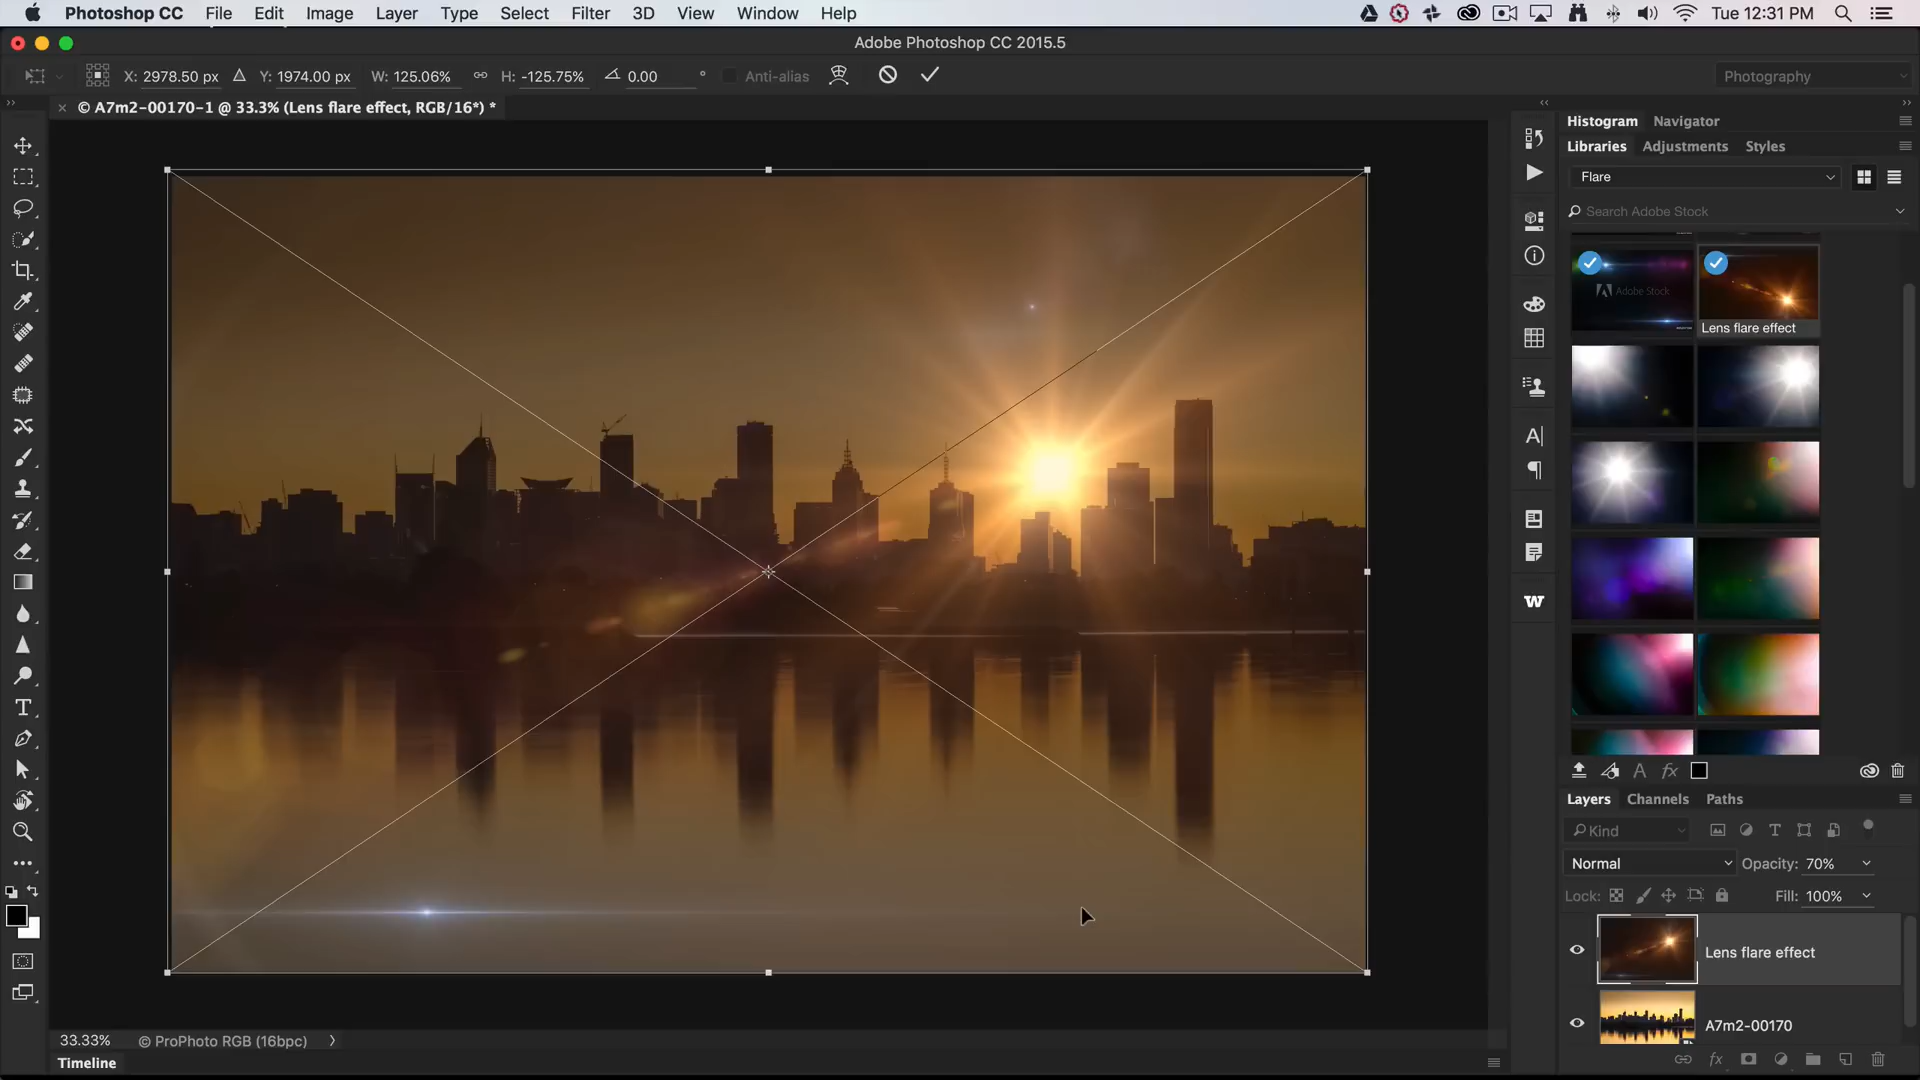 Photoshop CC File Edit Image Layer Type Select Filter 3D View Window Help Tue 12:31 PM
Adobe Photoshop CC 2015.5
X: 2978.50 px Y: 1974.00 px W: 125.06% H: -125.75% 0.00 ° Anti-alias Photography
© A7m2-00170-1 @ 33.3% (Lens flare effect, RGB/16*) *
Histogram Navigator
Libraries Adjustments Styles
Flare
Search Adobe Stock
Adobe Stock
Lens flare effect
Layers Channels Paths
Kind
Normal Opacity: 70%
Lock: Fill: 100%
Lens flare effect
A7m2-00170
33.33% © ProPhoto RGB (16bpc)
Timeline